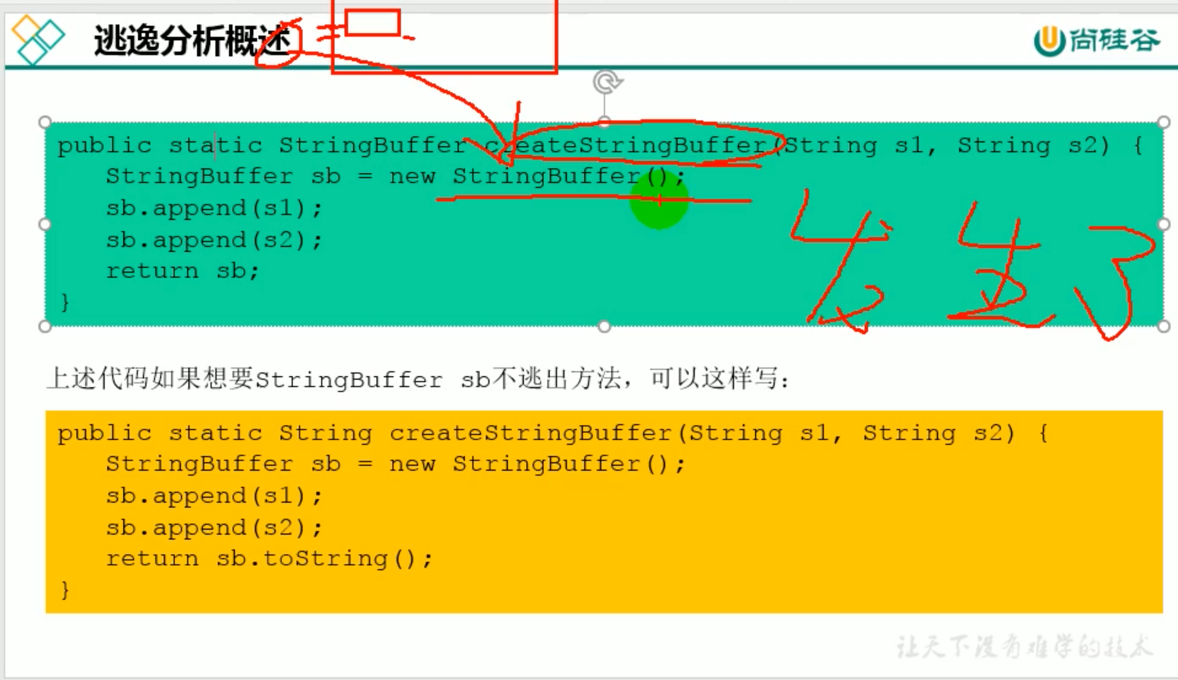 逃逸分析概述
尚硅谷
public static StringBuffer createStringBuffer(String s1, String s2) {
StringBuffer sb = new StringBuffer();
sb.append(s1);
sb.append(s2);
return sb;
}
发生了
上述代码如果想要StringBuffer sb不逃出方法，可以这样写：
public static String createStringBuffer(String s1, String s2) {
StringBuffer sb = new StringBuffer();
sb.append(s1);
sb.append(s2);
return sb.toString();
}
让天下没有难学的技术